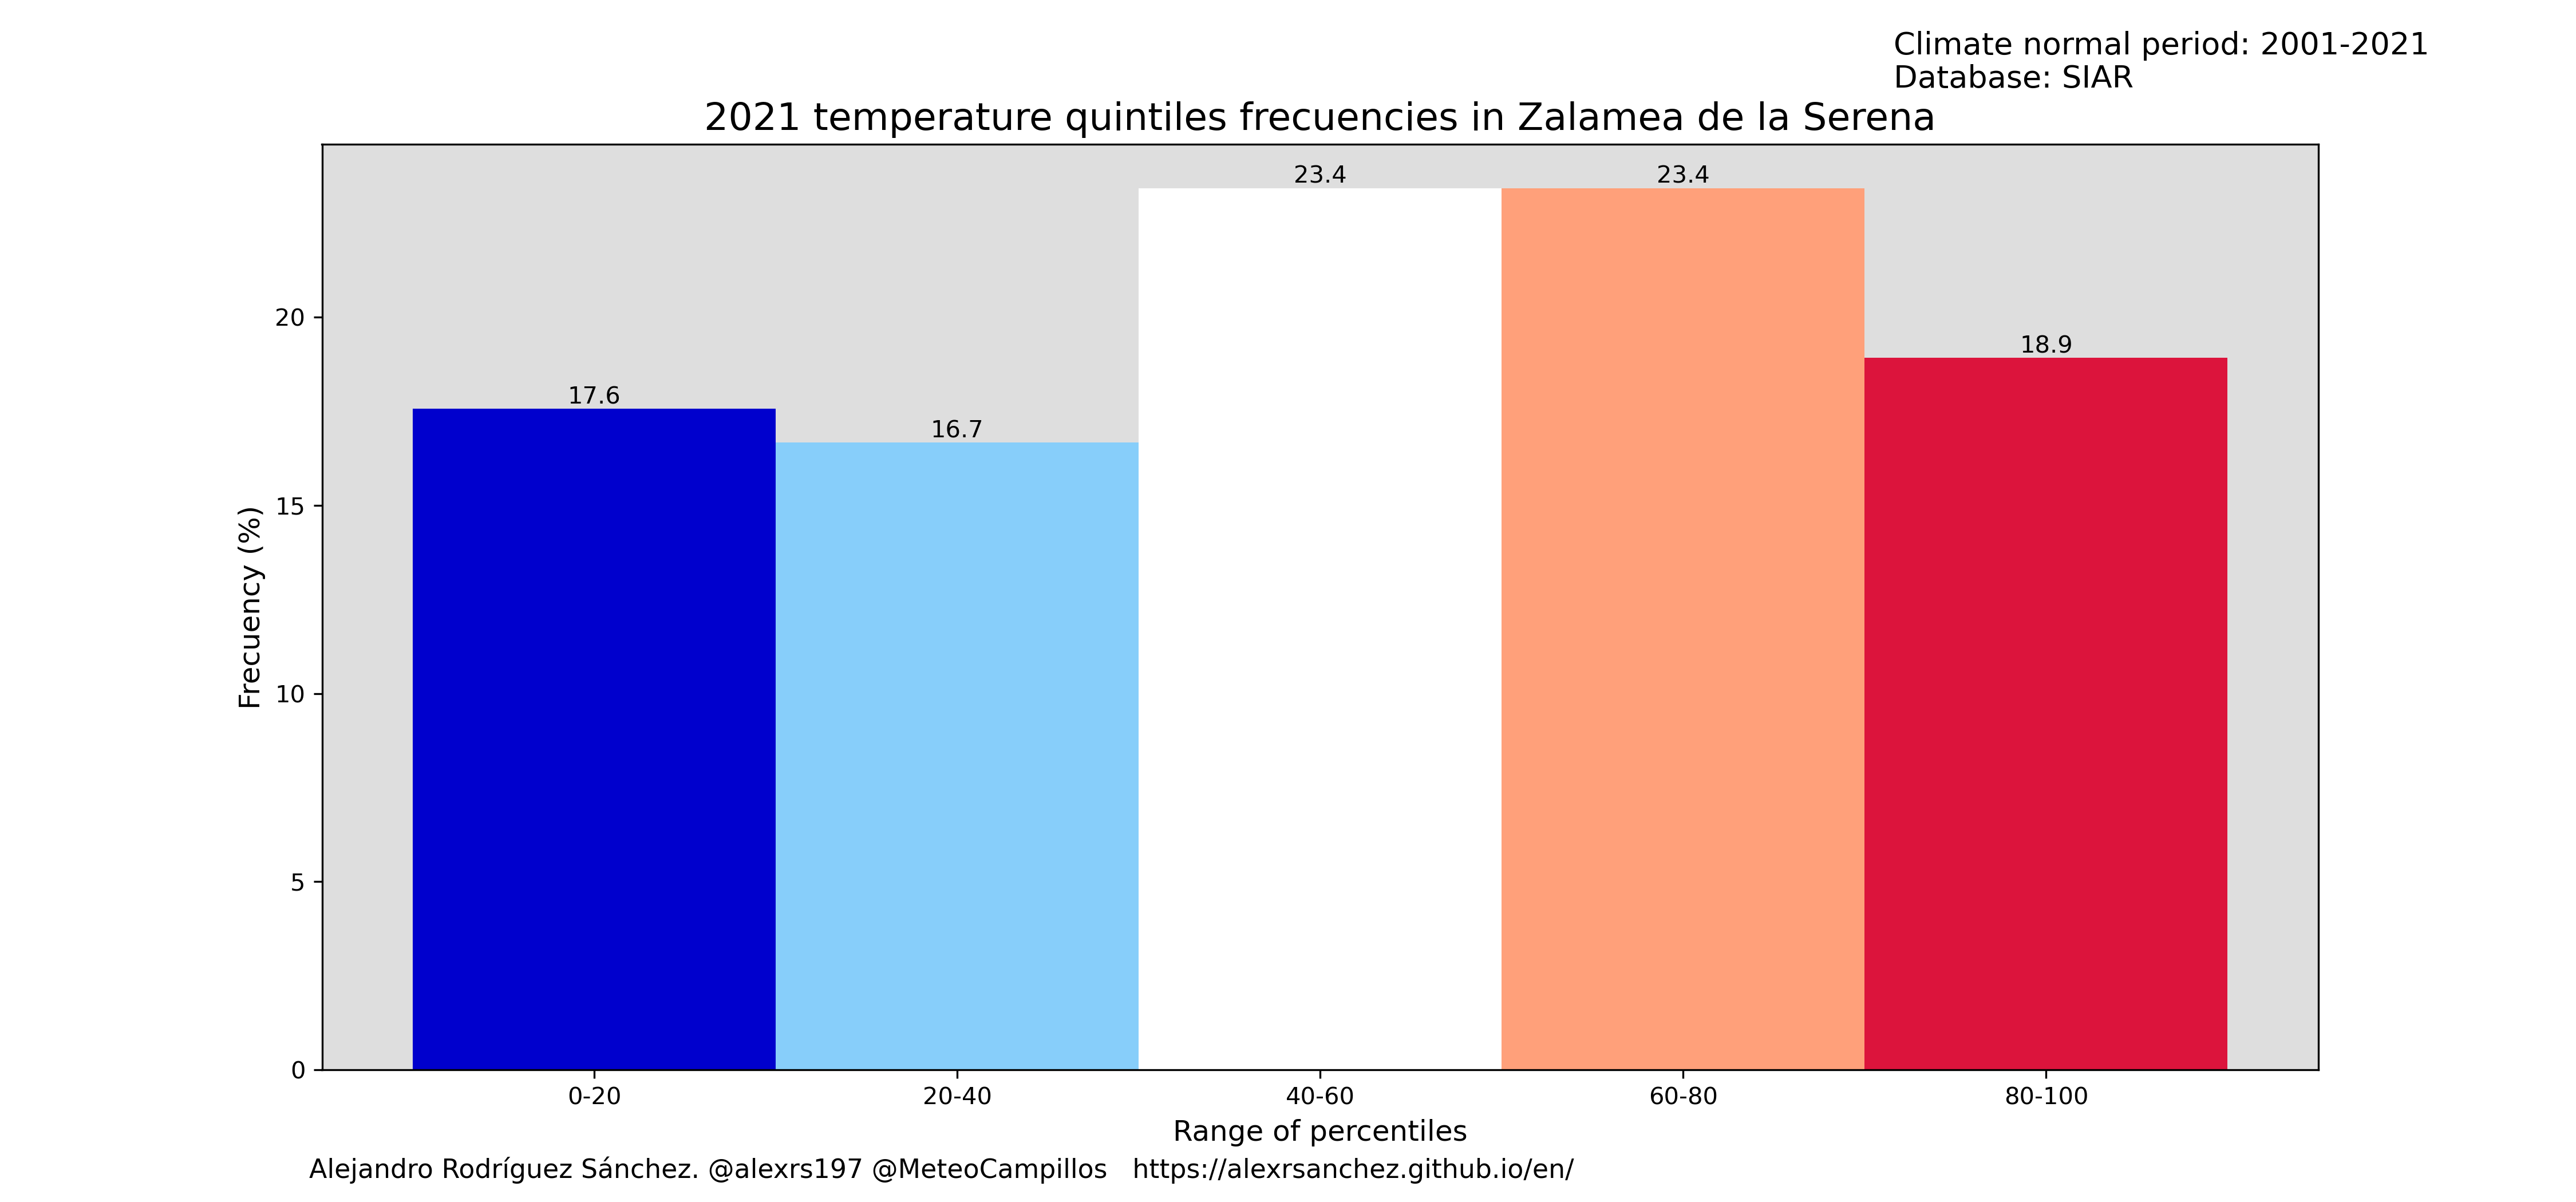 Climate normal period: 2001-2021
Database: SIAR
2021 temperature quintiles frecuencies in Zalamea de la Serena
23.4
23.4
20
18.9
17.6
16.7
15
Frecuency (%)
10
5
0
0-20
20-40
40-60
60-80
80-100
Range of percentiles
Alejandro Rodríguez Sánchez. @alexrs197 @MeteoCampillos https://alexrsanchez.github.io/en/